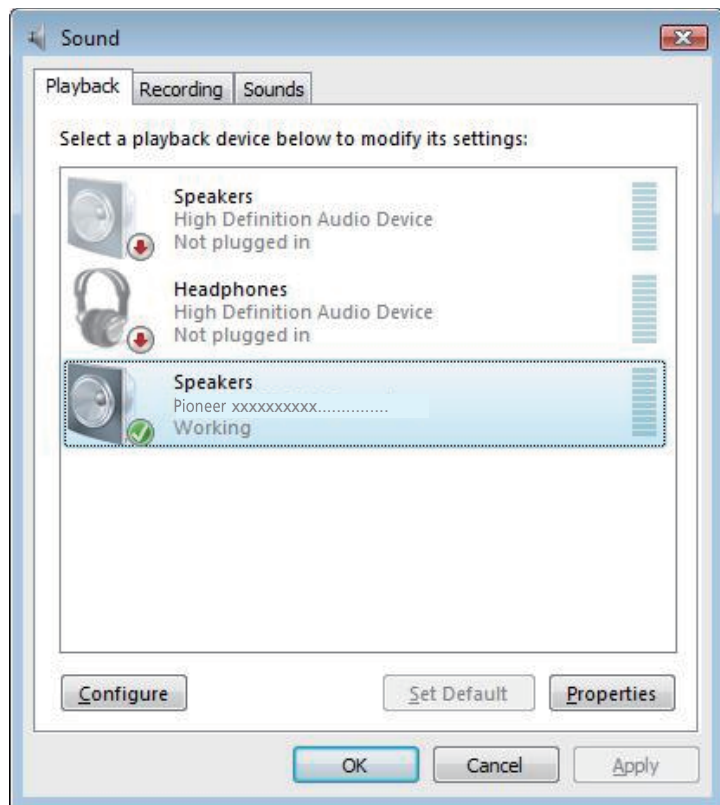 Sound
Playback Recording Sounds
Select a playback device below to modify its settings:
Speakers
High Definition Audio Device
Not plugged in
Headphones
High Definition Audio Device
Not plugged in
Speakers
Pioneer xxxxxxxxxx...............
Working
Configure Set Default Properties
OK Cancel Apply